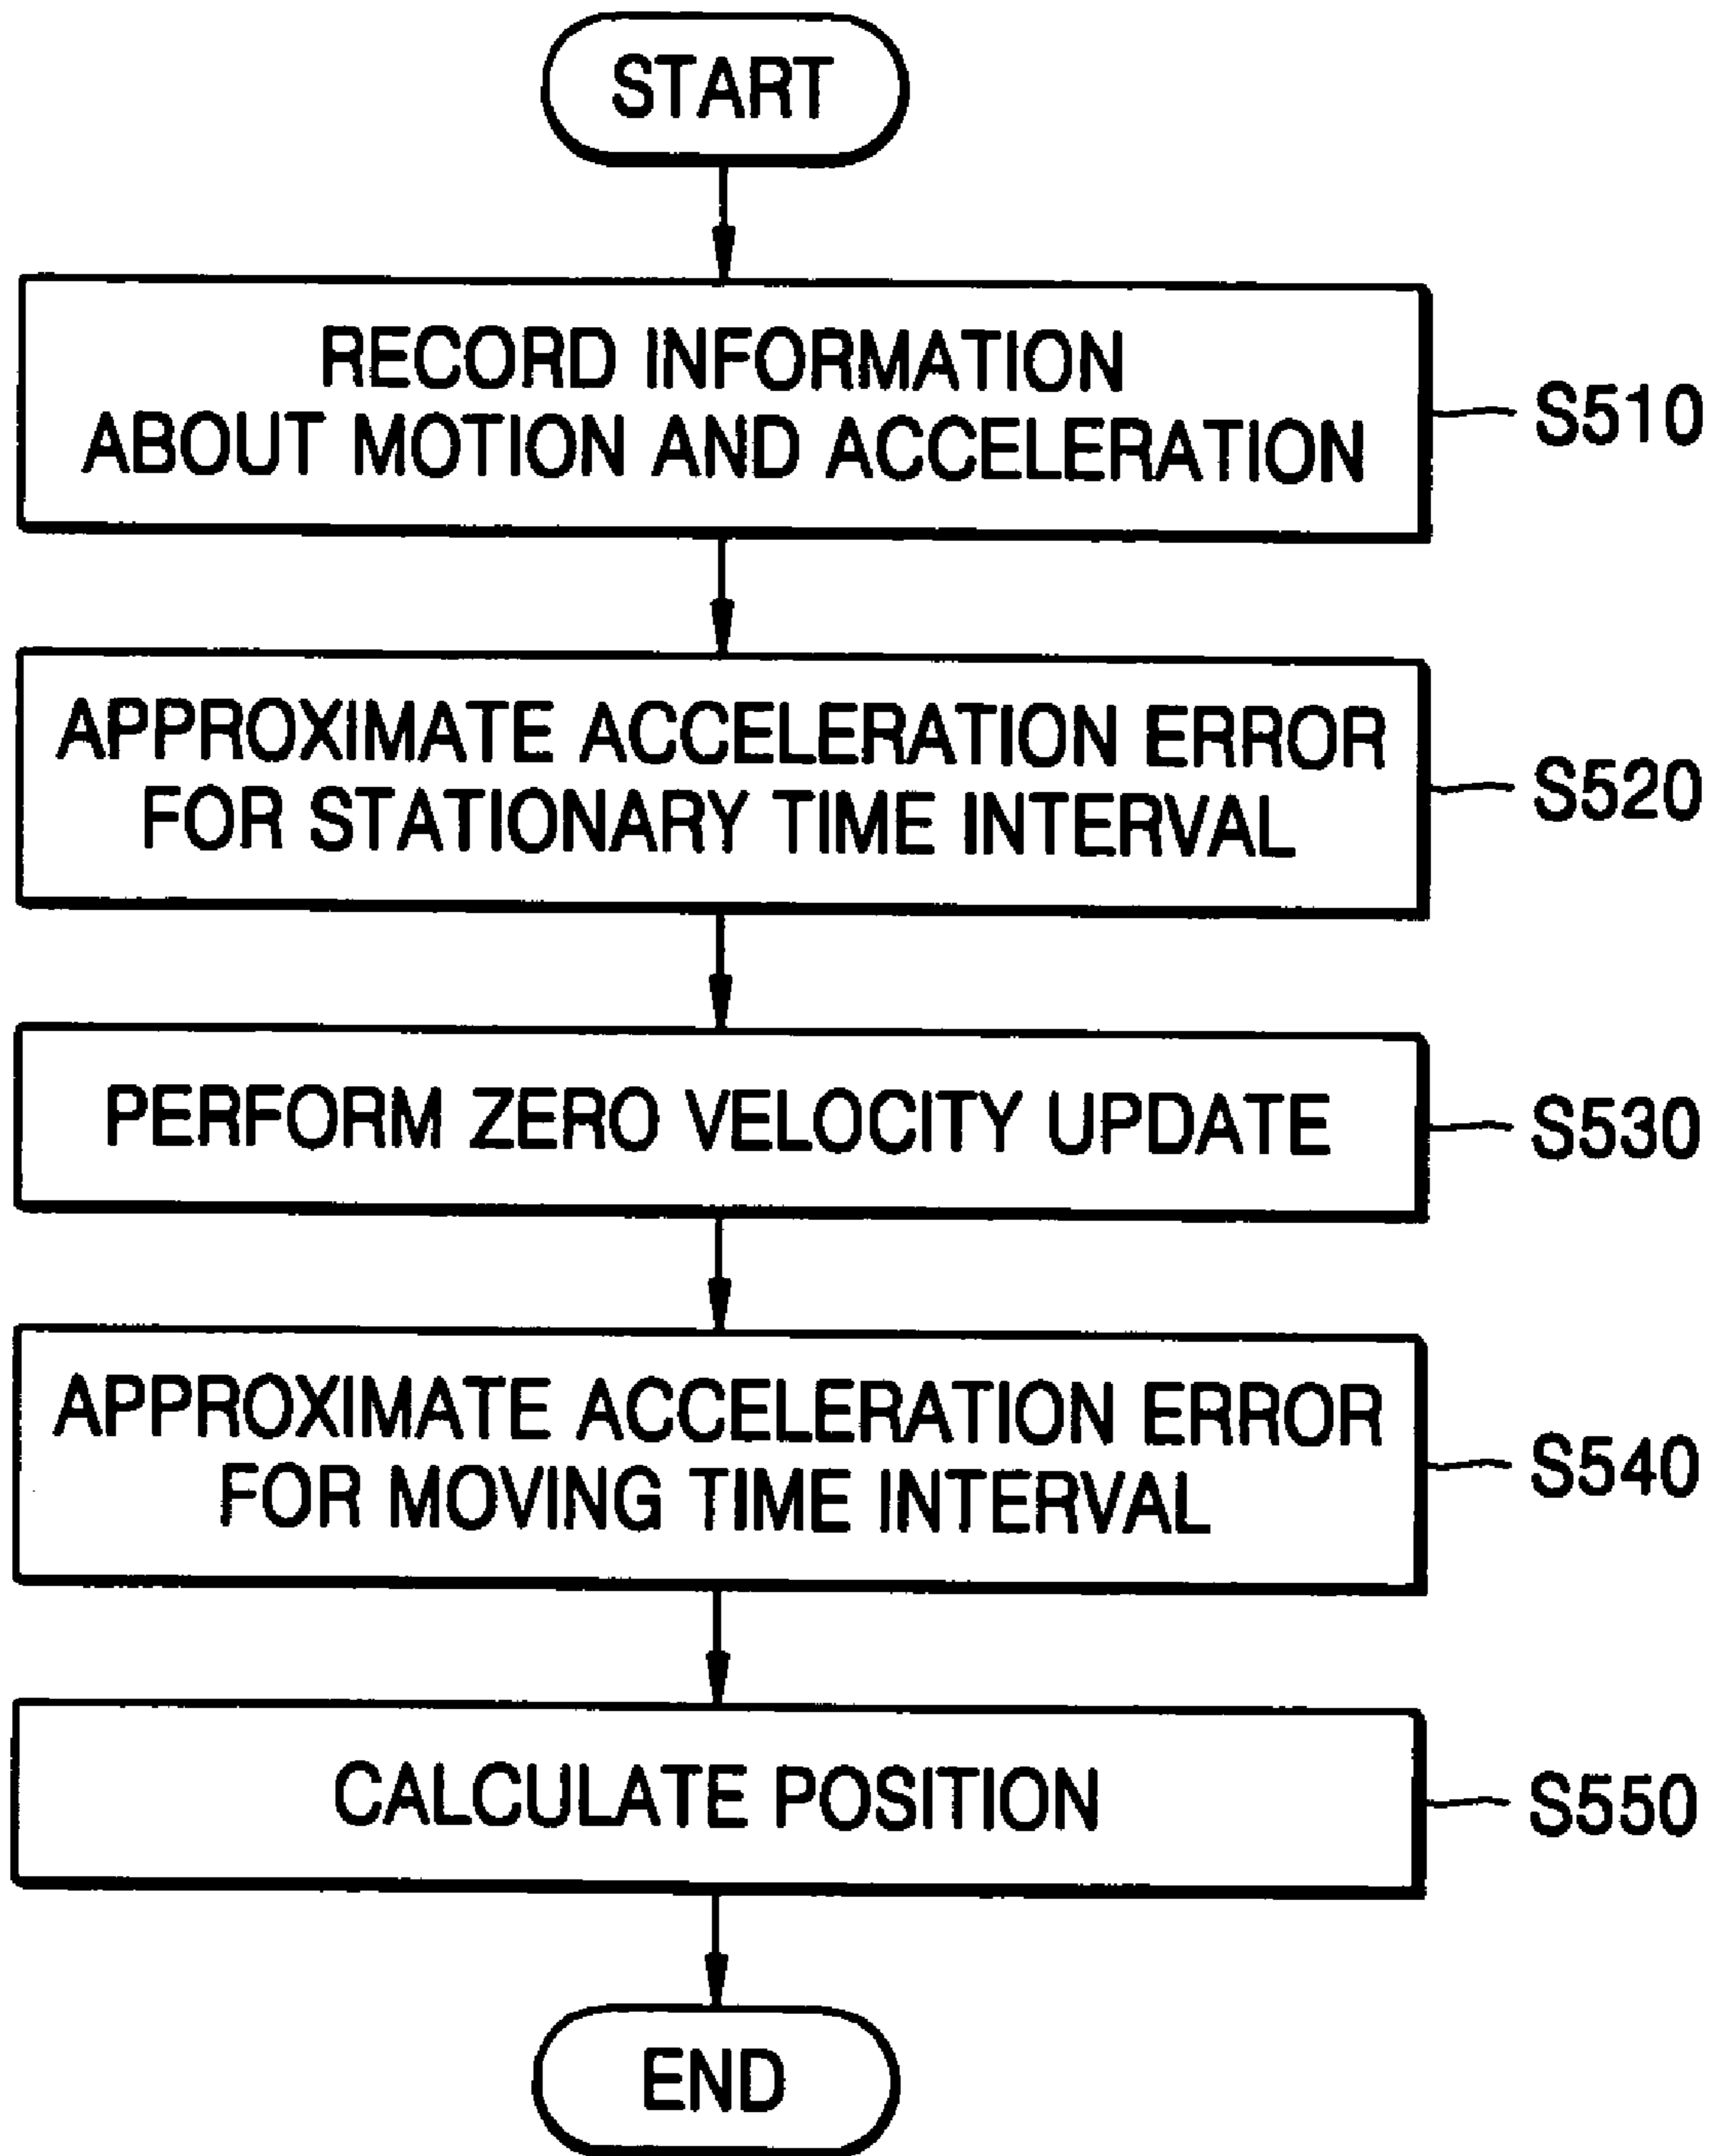 START
RECORD INFORMATION
ABOUT MOTION AND ACCELERATION
S510
APPROXIMATE ACCELERATION ERROR
FOR STATIONARY TIME INTERVAL
S520
PERFORM ZERO VELOCITY UPDATE
S530
APPROXIMATE ACCELERATION ERROR
FOR MOVING TIME INTERVAL
S540
CALCULATE POSITION
S550
END